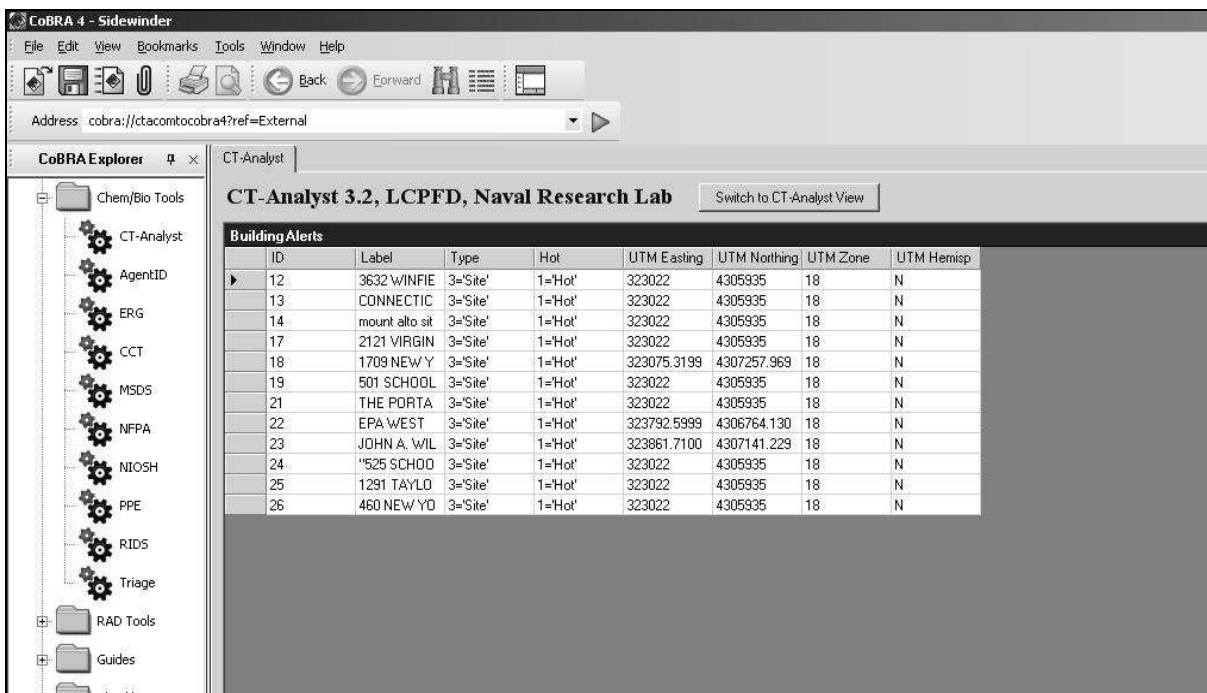 CoBRA 4 - Sidewinder
File Edit View Bookmarks Tools Window Help
Back Forward
Address cobra://ctacomtocobra4?ref=External
CoBRA Explorer
CT-Analyst
Chem/Bio Tools
CT-Analyst
AgentID
ERG
CCT
MSDS
NFPA
NIOSH
PPE
RIDS
Triage
RAD Tools
Guides
CT-Analyst 3.2, LCPFD, Naval Research Lab
Switch to CT-Analyst View
Building Alerts
ID Label Type Hot UTM Easting UTM Northing UTM Zone UTM Hemisp
12 3632 WINFIE 3='Site' 1='Hot' 323022 4305935 18 N
13 CONNECTIC 3='Site' 1='Hot' 323022 4305935 18 N
14 mount alto sit 3='Site' 1='Hot' 323022 4305935 18 N
17 2121 VIRGIN 3='Site' 1='Hot' 323022 4305935 18 N
18 1709 NEW Y 3='Site' 1='Hot' 323075.3199 4307257.969 18 N
19 501 SCHOOL 3='Site' 1='Hot' 323022 4305935 18 N
21 THE PORTA 3='Site' 1='Hot' 323022 4305935 18 N
22 EPA WEST 3='Site' 1='Hot' 323792.5999 4306764.130 18 N
23 JOHN A. WIL 3='Site' 1='Hot' 323861.7100 4307141.229 18 N
24 "525 SCHOO 3='Site' 1='Hot' 323022 4305935 18 N
25 1291 TAYLO 3='Site' 1='Hot' 323022 4305935 18 N
26 460 NEW YO 3='Site' 1='Hot' 323022 4305935 18 N